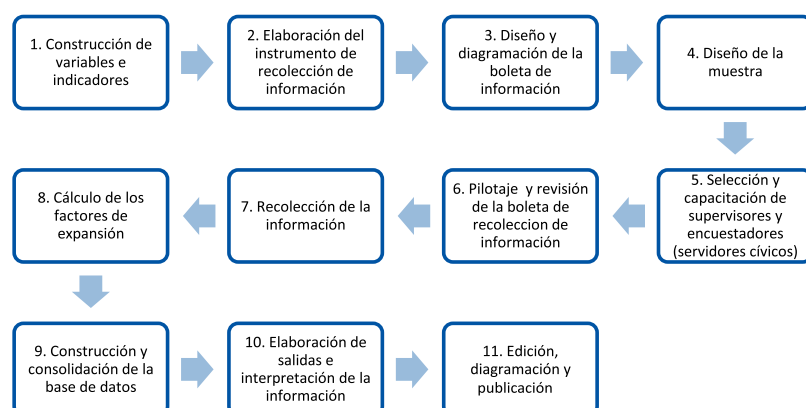 1. Construcción de
variables e
indicadores
2. Elaboración del
instrumento de
recolección de
información
3. Diseño y
diagramación de la
boleta de
información
4. Diseño de la
muestra
5. Selección y
capacitación de
supervisores y
encuestadores
(servidores cívicos)
6. Pilotaje y revisión
de la boleta de
recoleccion de
información
7. Recolección de la
información
8. Cálculo de los
factores de
expansión
9. Construcción y
consolidación de la
base de datos
10. Elaboración de
salidas e
interpretación de la
información
11. Edición,
diagramación y
publicación